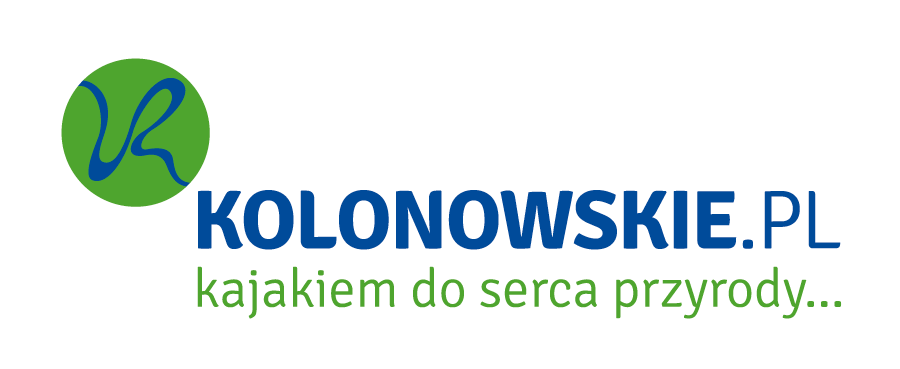 KOLONOWSKIE.PL
kajakiem do serca przyrody...